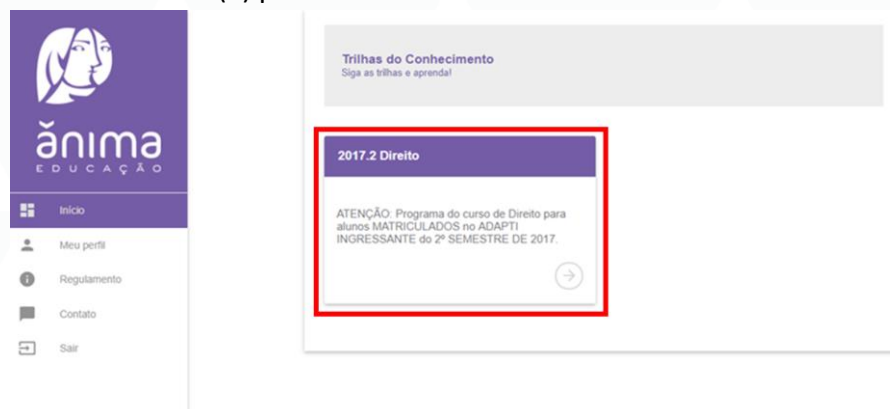 ănima
EDUCAÇÃO
Início
Meu perfil
Regulamento
Contato
Sair
Trilhas do Conhecimento
Siga as trilhas e aprenda!
2017.2 Direito
ATENÇÃO: Programa do curso de Direito para
alunos MATRICULADOS no ADAPTI
INGRESSANTE do 2º SEMESTRE DE 2017.